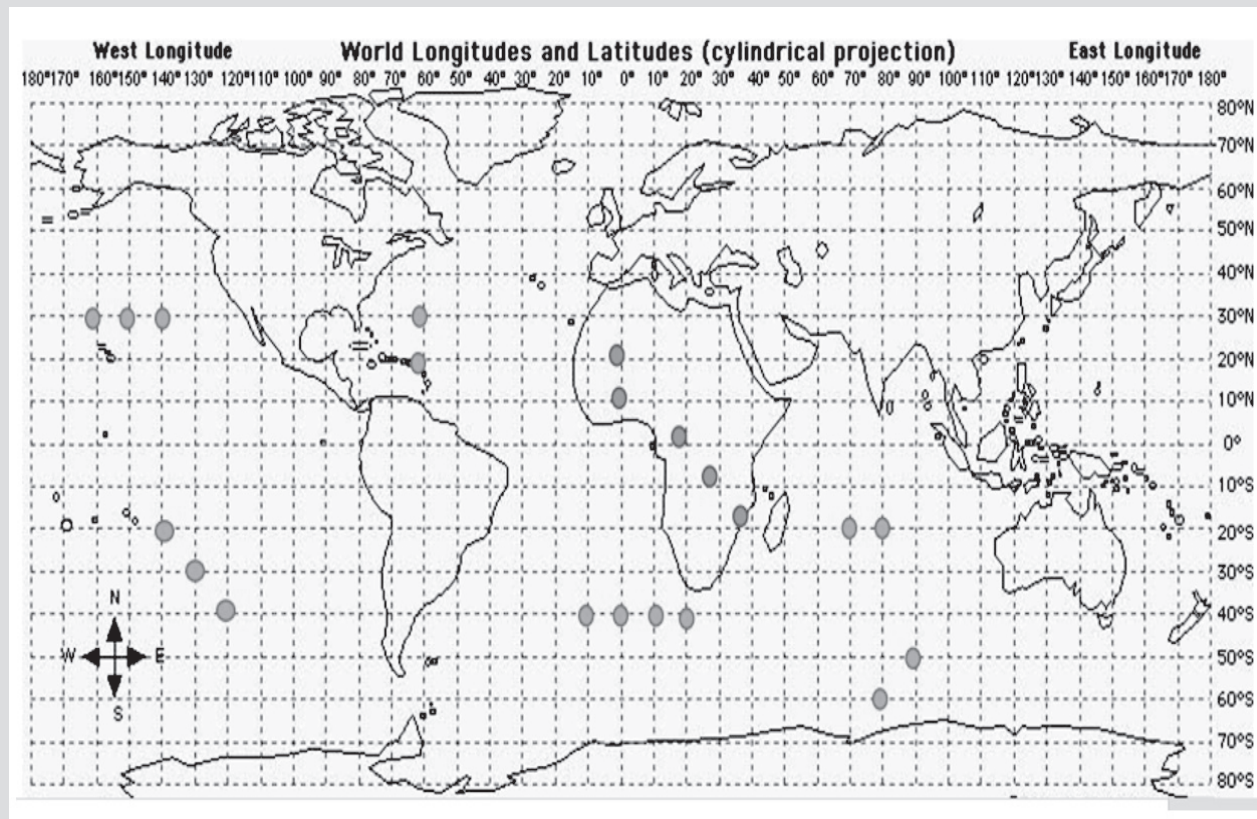 West Longitude World Longitudes and Latitudes (cylindrical projection) East Longitude
180° 170° 160° 150° 140° 130° 120° 110° 100° 90° 80° 70° 60° 50° 40° 30° 20° 10° 0° 10° 20° 30° 40° 50° 60° 70° 80° 90° 100° 110° 120° 130° 140° 150° 160° 170° 180°
80°N
70°N
60°N
50°N
40°N
30°N
20°N
10°N
0°
10°S
20°S
30°S
40°S
N
W E
50°S
60°S
S
70°S
80°S